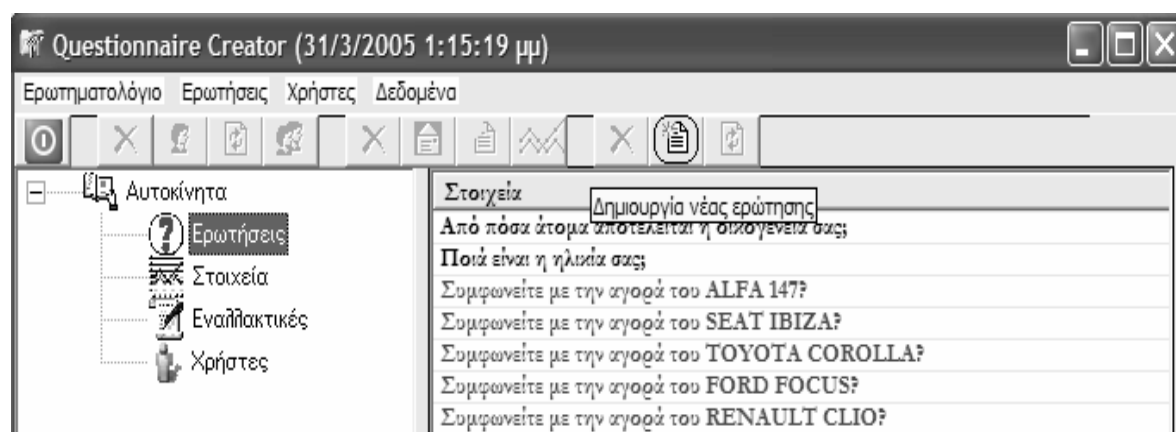 Questionnaire Creator (31/3/2005 1:15:19 μμ)
Ερωτηματολόγιο Ερωτήσεις Χρήστες Δεδομένα
Αυτοκίνητα
Ερωτήσεις
Στοιχεία
Εναλλακτικές
Χρήστες
Στοιχεία
Δημιουργία νέας ερώτησης
Από πόσα άτομα αποτελείται η οικογένειά σας;
Ποιά είναι η ηλικία σας;
Συμφωνείτε με την αγορά του ALFA 147?
Συμφωνείτε με την αγορά του SEAT IBIZA?
Συμφωνείτε με την αγορά του TOYOTA COROLLA?
Συμφωνείτε με την αγορά του FORD FOCUS?
Συμφωνείτε με την αγορά του RENAULT CLIO?